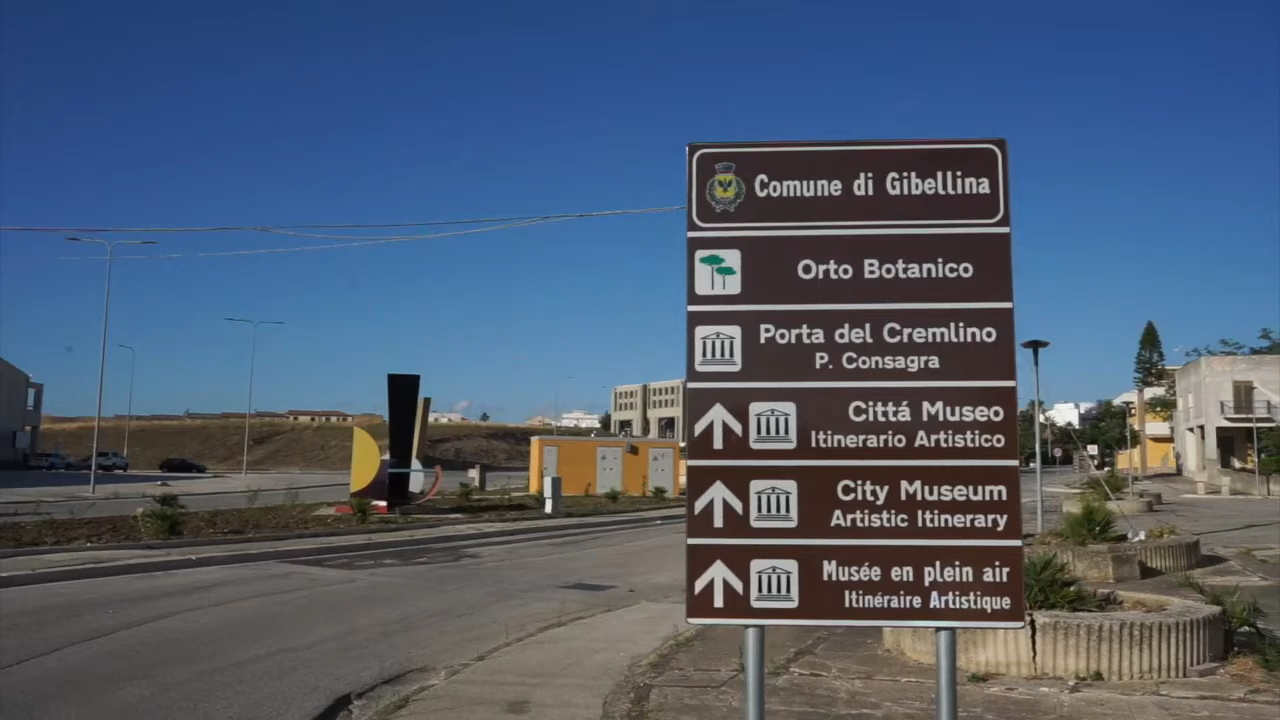 Comune di Gibellina
Orto Botanico
Porta del Cremlino
P. Consagra
Cittá Museo
Itinerario Artistico
City Museum
Artistic Itinerary
Musée en plein air
Itinéraire Artistique